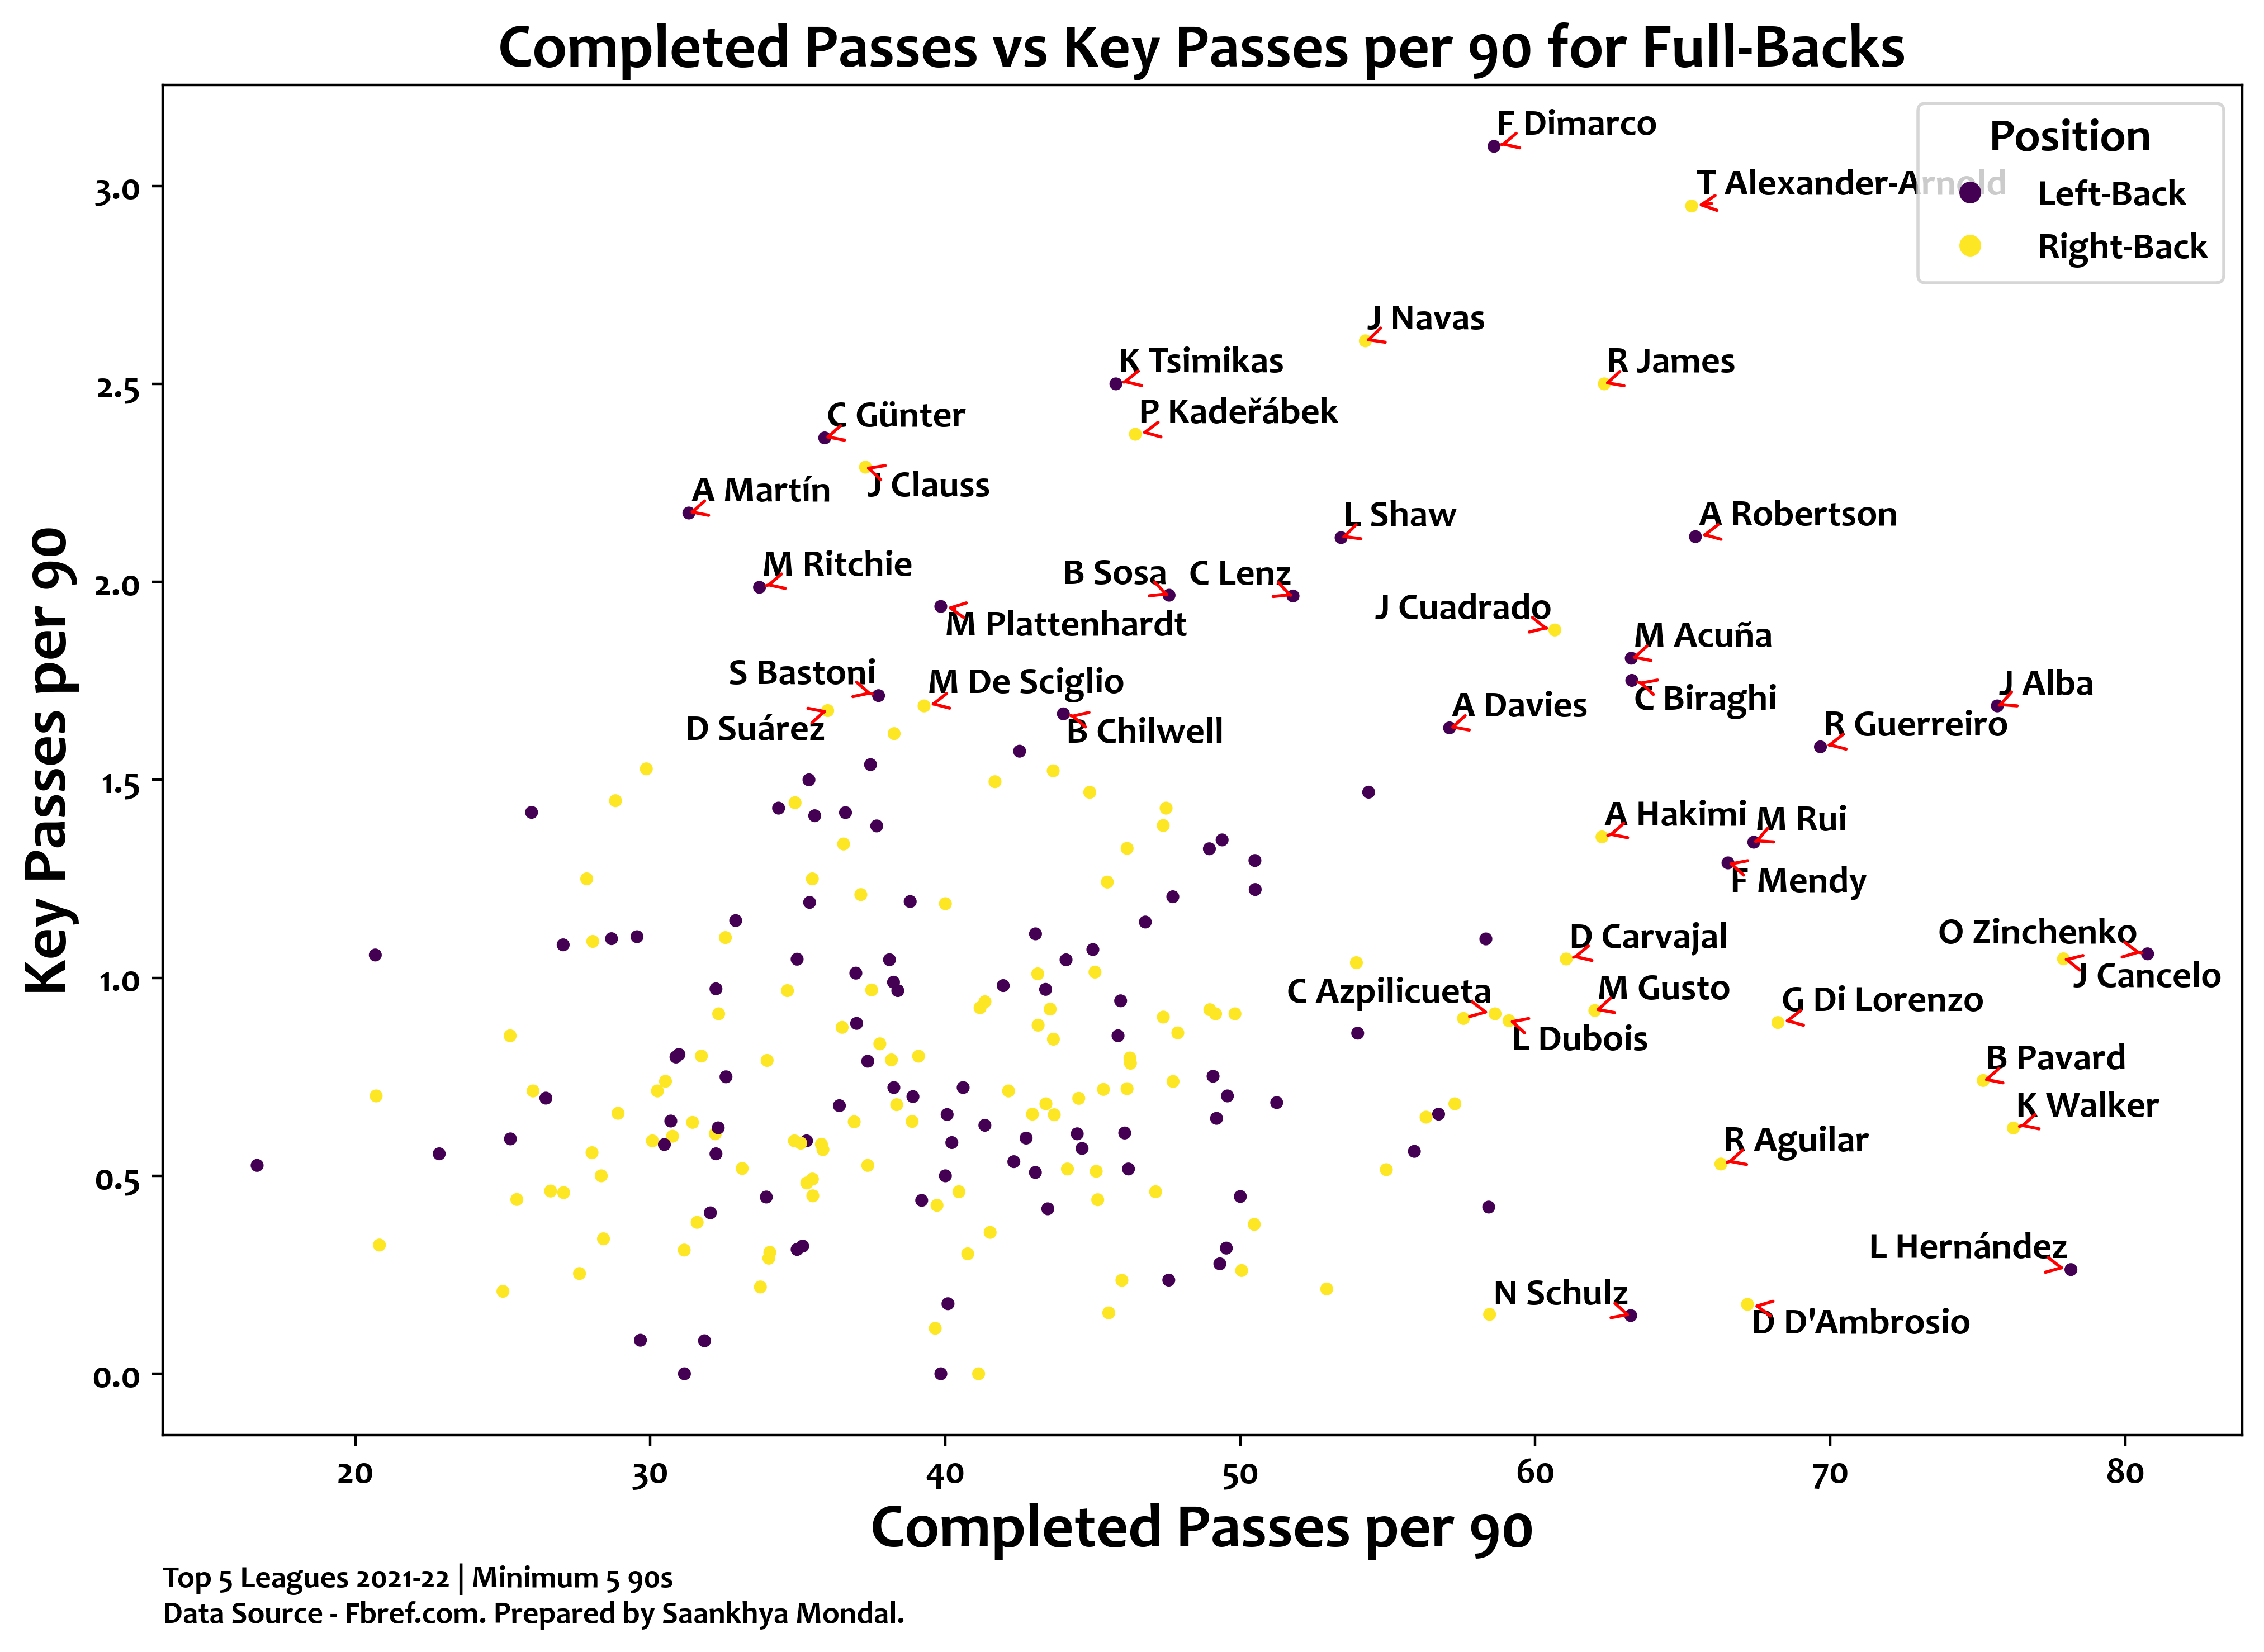 Completed Passes vs Key Passes per 90 for Full-Backs
F Dimarco
Position
T Alexander-Arnold
Left-Back
Right-Back
3.0
J Navas
K Tsimikas
R James
2.5
P Kadeřábek
C Günter
J Clauss
A Martín
L Shaw
A Robertson
M Ritchie
B Sosa
C Lenz
2.0
J Cuadrado
M Plattenhardt
M Acuña
S Bastoni
M De Sciglio
J Alba
C Biraghi
A Davies
D Suárez
B Chilwell
R Guerreiro
1.5
A Hakimi
M Rui
F Mendy
D Carvajal
O Zinchenko
1.0
J Cancelo
C Azpilicueta
M Gusto
G Di Lorenzo
L Dubois
B Pavard
K Walker
R Aguilar
0.5
L Hernández
N Schulz
D D'Ambrosio
0.0
Key Passes per 90
20
30
40
50
60
70
80
Completed Passes per 90
Top 5 Leagues 2021-22 | Minimum 5 90s
Data Source - Fbref.com. Prepared by Saankhya Mondal.